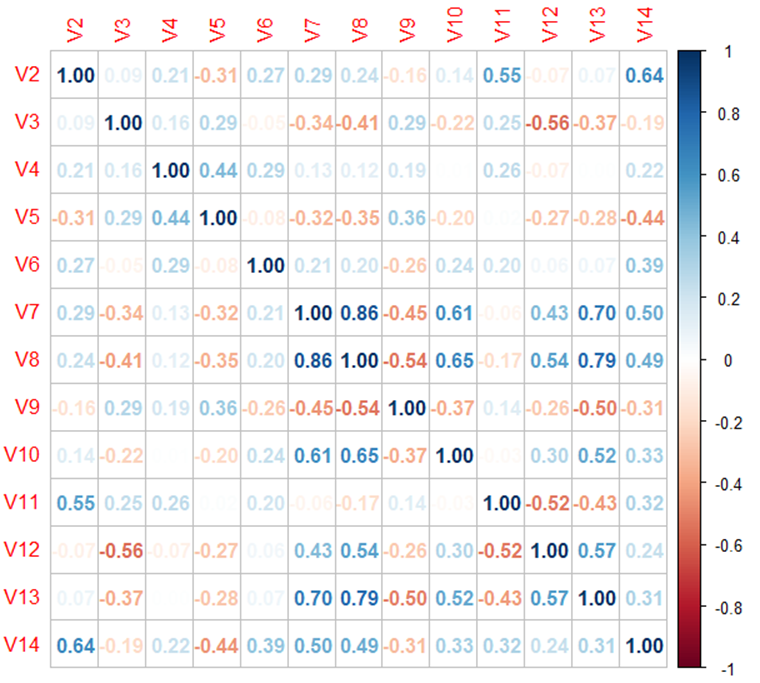 V2 V3 V4 V5 V6 V7 V8 V9 V10 V11 V12 V13 V14
V2 1.00 0.09 0.21 -0.31 0.27 0.29 0.24 -0.16 0.14 0.55 -0.07 0.07 0.64 1
V3 0.09 1.00 0.16 0.29 -0.05 -0.34 -0.41 0.29 -0.22 0.25 -0.56 -0.37 -0.19 0.8
V4 0.21 0.16 1.00 0.44 0.29 0.13 0.12 0.19 0.26 -0.07 0.22 0.6
V5 -0.31 0.29 0.44 1.00 -0.08 -0.32 -0.35 0.36 -0.20 -0.27 -0.28 -0.44 0.4
V6 0.27 -0.05 0.29 -0.08 1.00 0.21 0.20 -0.26 0.24 0.20 0.06 0.07 0.39 0.2
V7 0.29 -0.34 0.13 -0.32 0.21 1.00 0.86 -0.45 0.61 -0.06 0.43 0.70 0.50
V8 0.24 -0.41 0.12 -0.35 0.20 0.86 1.00 -0.54 0.65 -0.17 0.54 0.79 0.49 0
V9 -0.16 0.29 0.19 0.36 -0.26 -0.45 -0.54 1.00 -0.37 0.14 -0.26 -0.50 -0.31 -0.2
V10 0.14 -0.22 -0.20 0.24 0.61 0.65 -0.37 1.00 0.30 0.52 0.33 -0.4
V11 0.55 0.25 0.26 0.20 -0.06 -0.17 0.14 1.00 -0.52 -0.43 0.32
V12 -0.07 -0.56 -0.07 -0.27 0.06 0.43 0.54 -0.26 0.30 -0.52 1.00 0.57 0.24 -0.6
V13 0.07 -0.37 -0.28 0.07 0.70 0.79 -0.50 0.52 -0.43 0.57 1.00 0.31 -0.8
V14 0.64 -0.19 0.22 -0.44 0.39 0.50 0.49 -0.31 0.33 0.32 0.24 0.31 1.00 -1